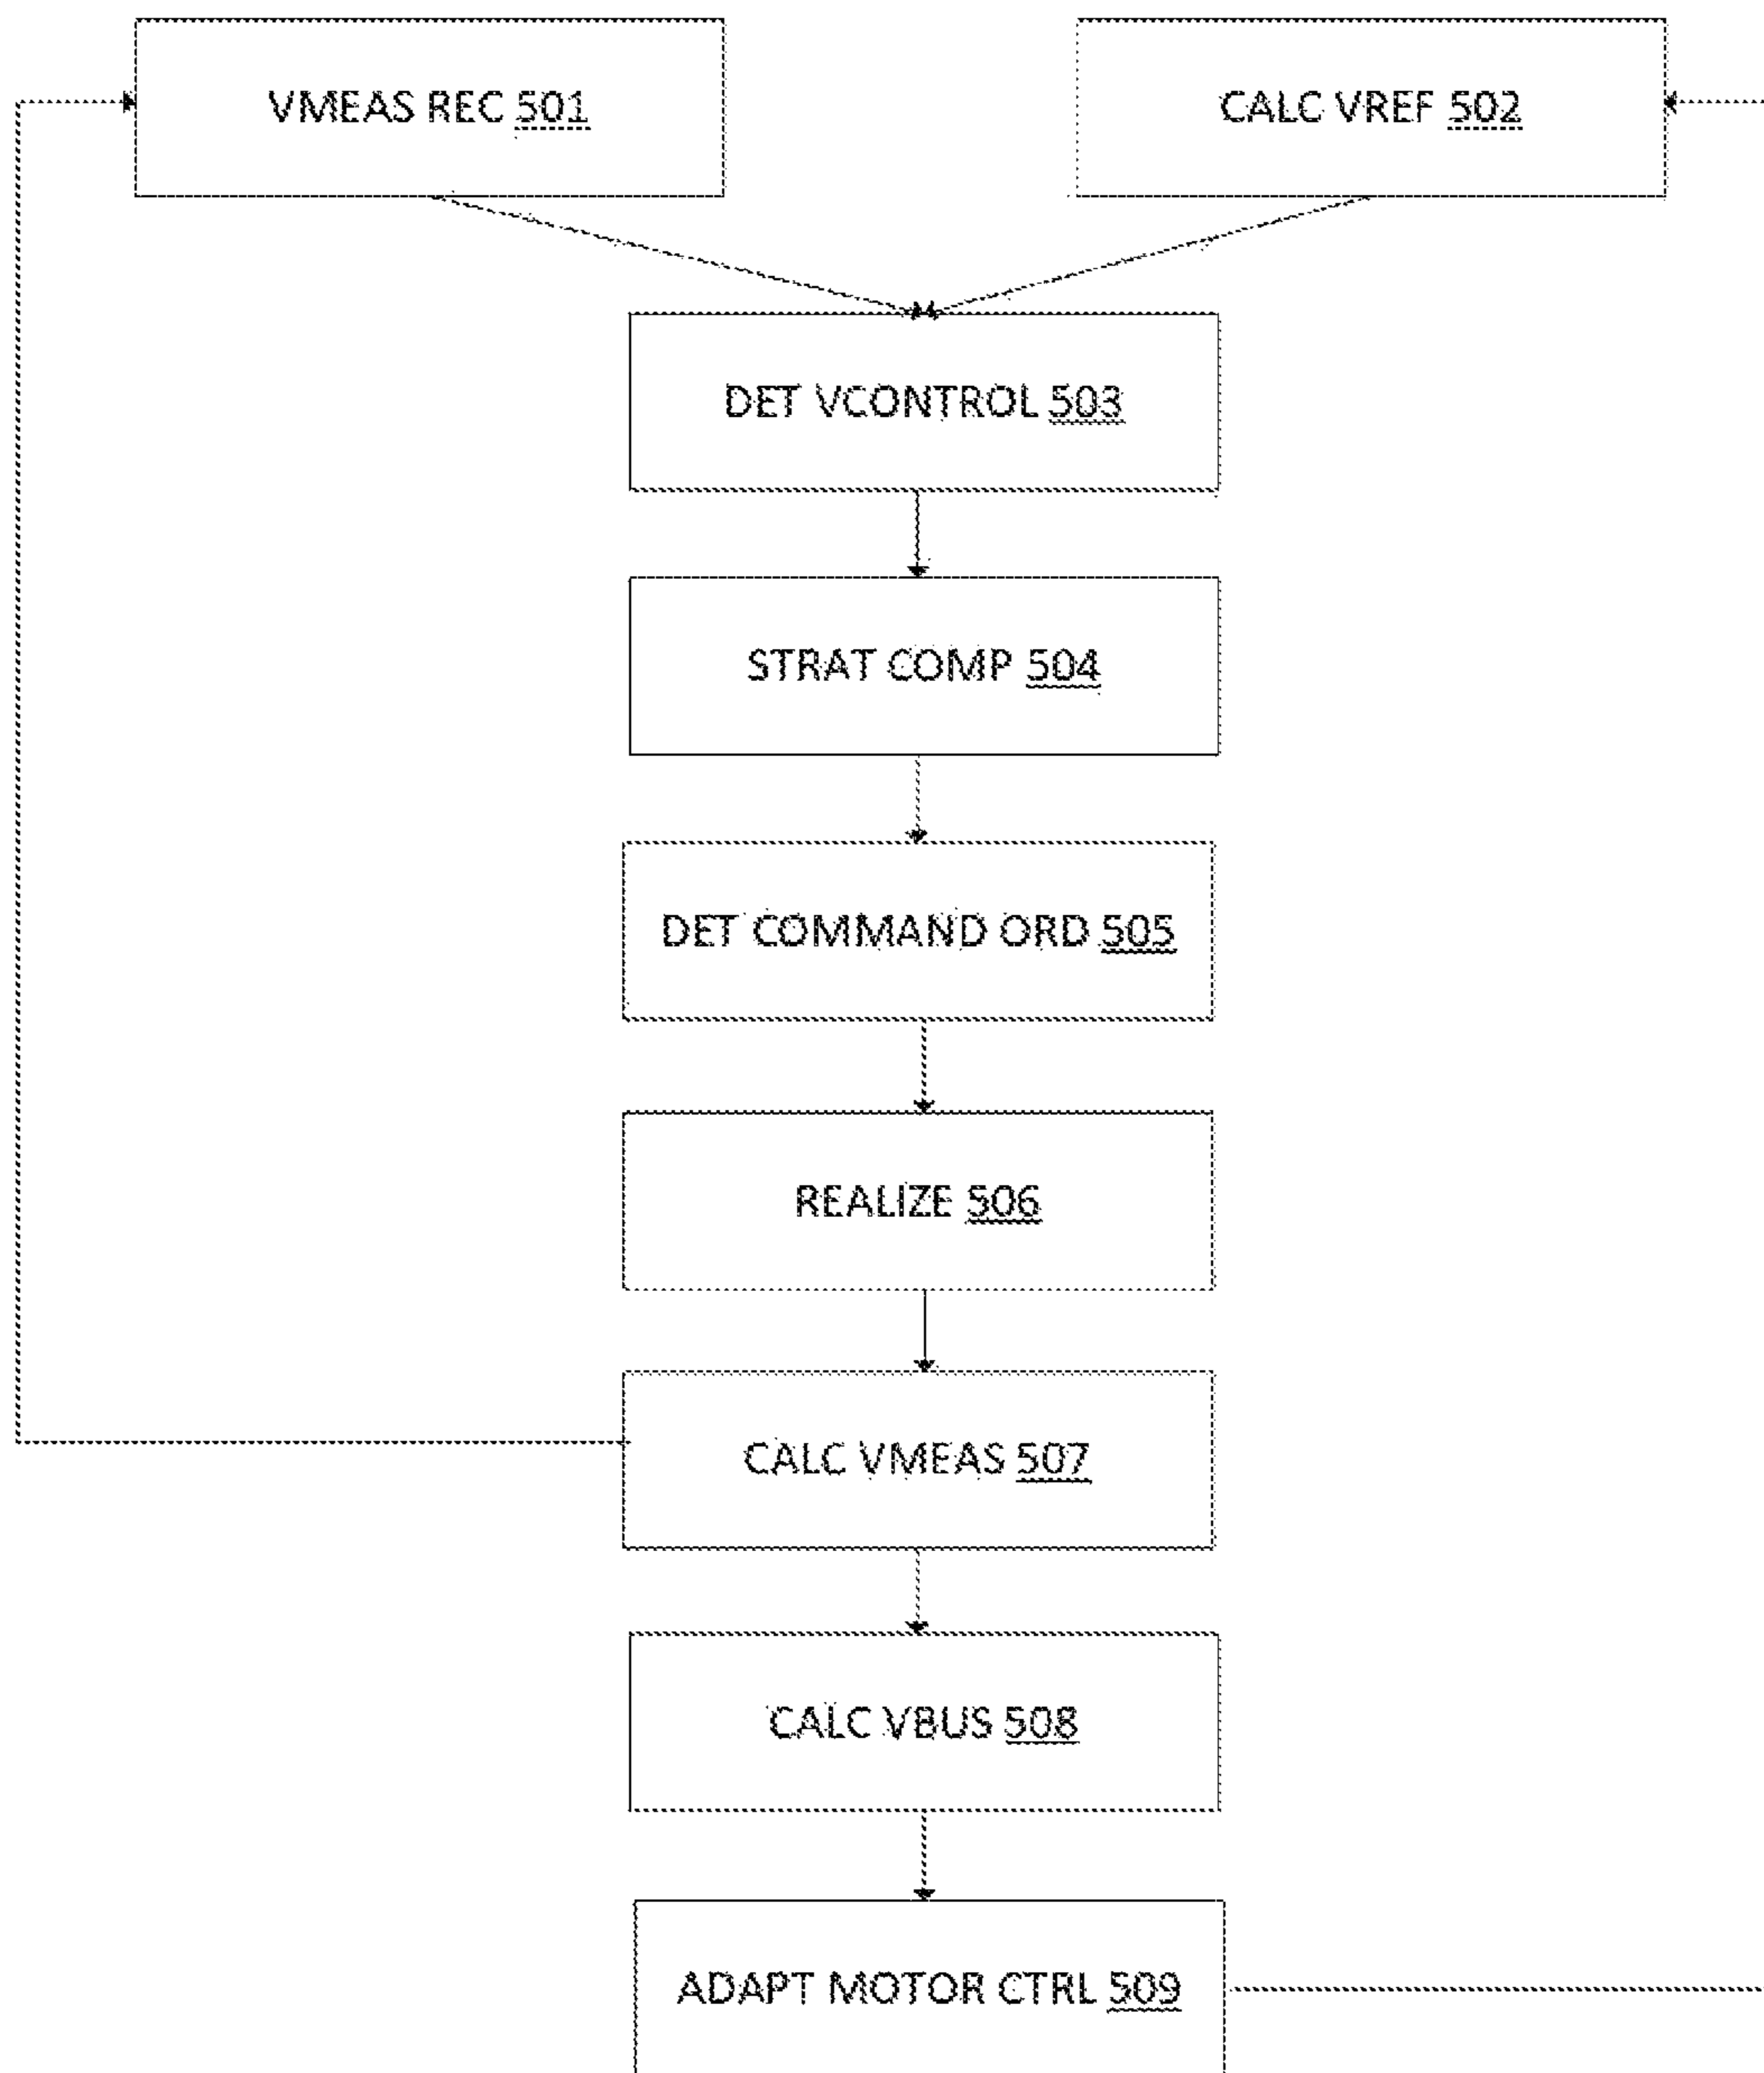 VMEAS REC 501
CALC VREF 502
DET VCONTROL 503
STRAT COMP 504
DET COMMAND ORD 505
REALIZE 506
CALC VMEAS 507
CALC VBUS 508
ADAPT MOTOR CTRL 509